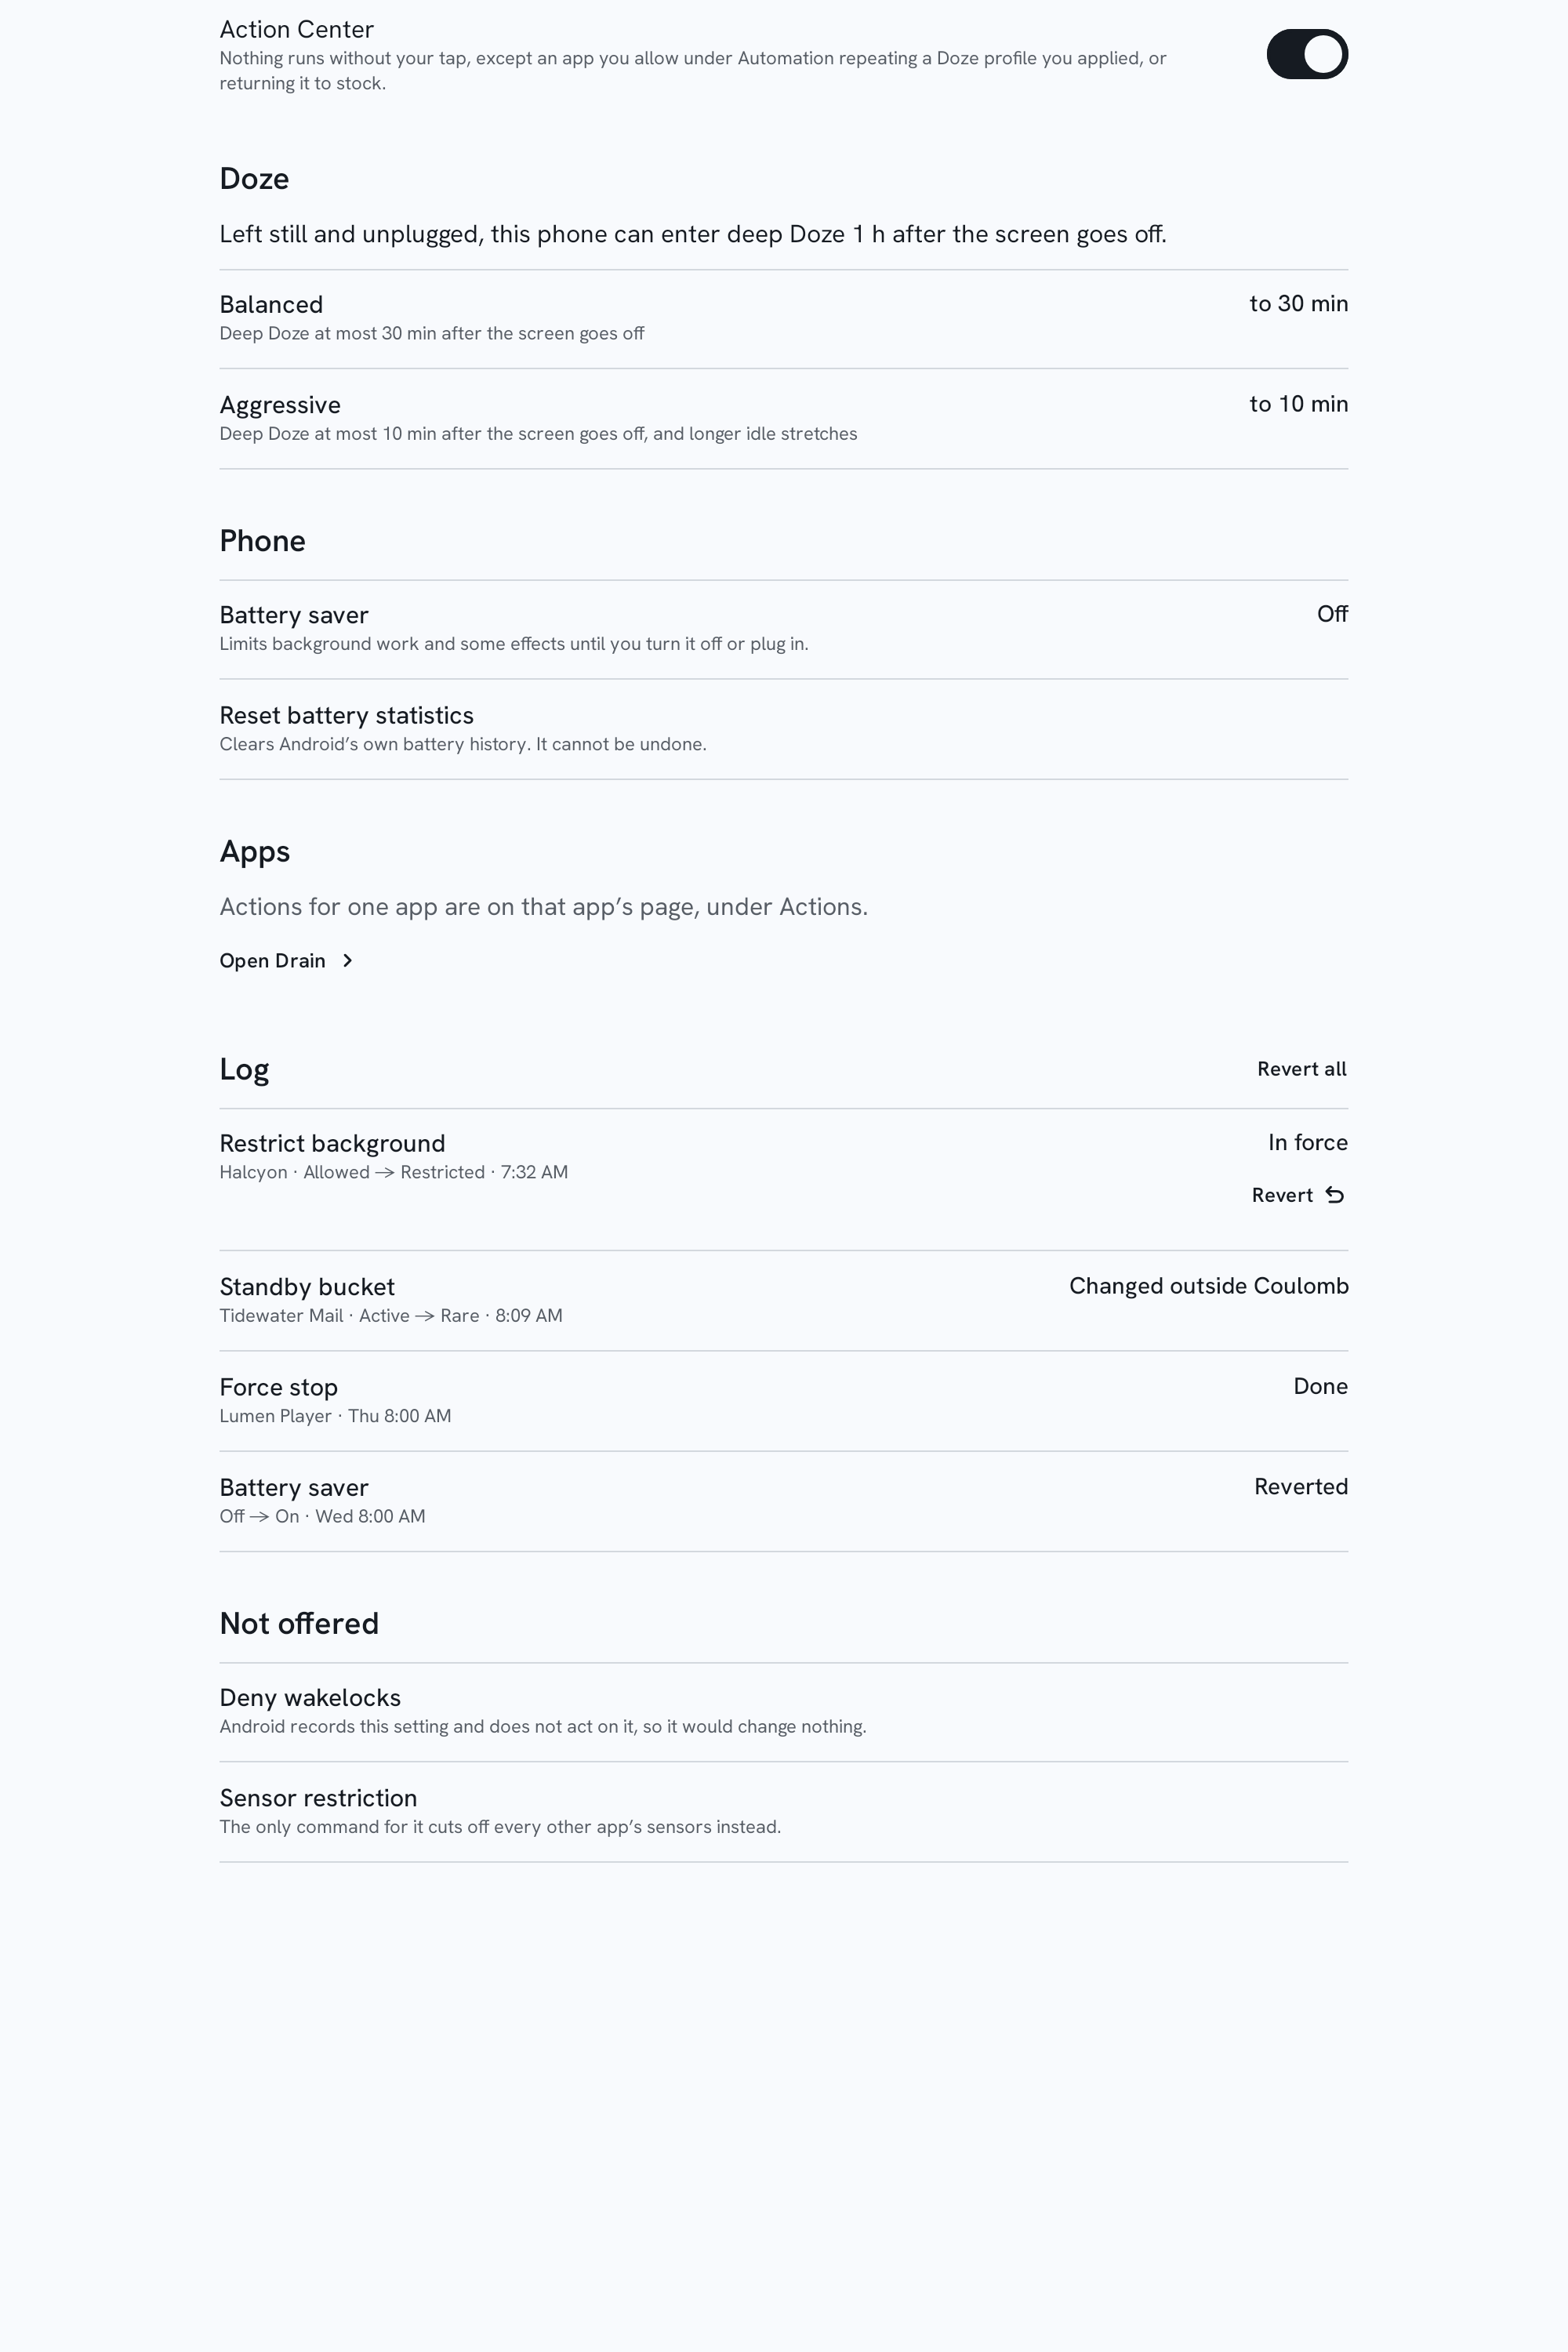 Action Center
Nothing runs without your tap, except an app you allow under Automation repeating a Doze profile you applied, or
returning it to stock.
Doze
Left still and unplugged, this phone can enter deep Doze 1 h after the screen goes off.
Balanced
to 30 min
Deep Doze at most 30 min after the screen goes off
Aggressive
to 10 min
Deep Doze at most 10 min after the screen goes off, and longer idle stretches
Phone
Battery saver
Off
Limits background work and some effects until you turn it off or plug in.
Reset battery statistics
Clears Android’s own battery history. It cannot be undone.
Apps
Actions for one app are on that app’s page, under Actions.
Open Drain
Log
Revert all
Restrict background
In force
Halcyon · Allowed → Restricted · 7:32 AM
Revert
Standby bucket
Changed outside Coulomb
Tidewater Mail · Active → Rare · 8:09 AM
Force stop
Done
Lumen Player · Thu 8:00 AM
Battery saver
Reverted
Off → On · Wed 8:00 AM
Not offered
Deny wakelocks
Android records this setting and does not act on it, so it would change nothing.
Sensor restriction
The only command for it cuts off every other app’s sensors instead.